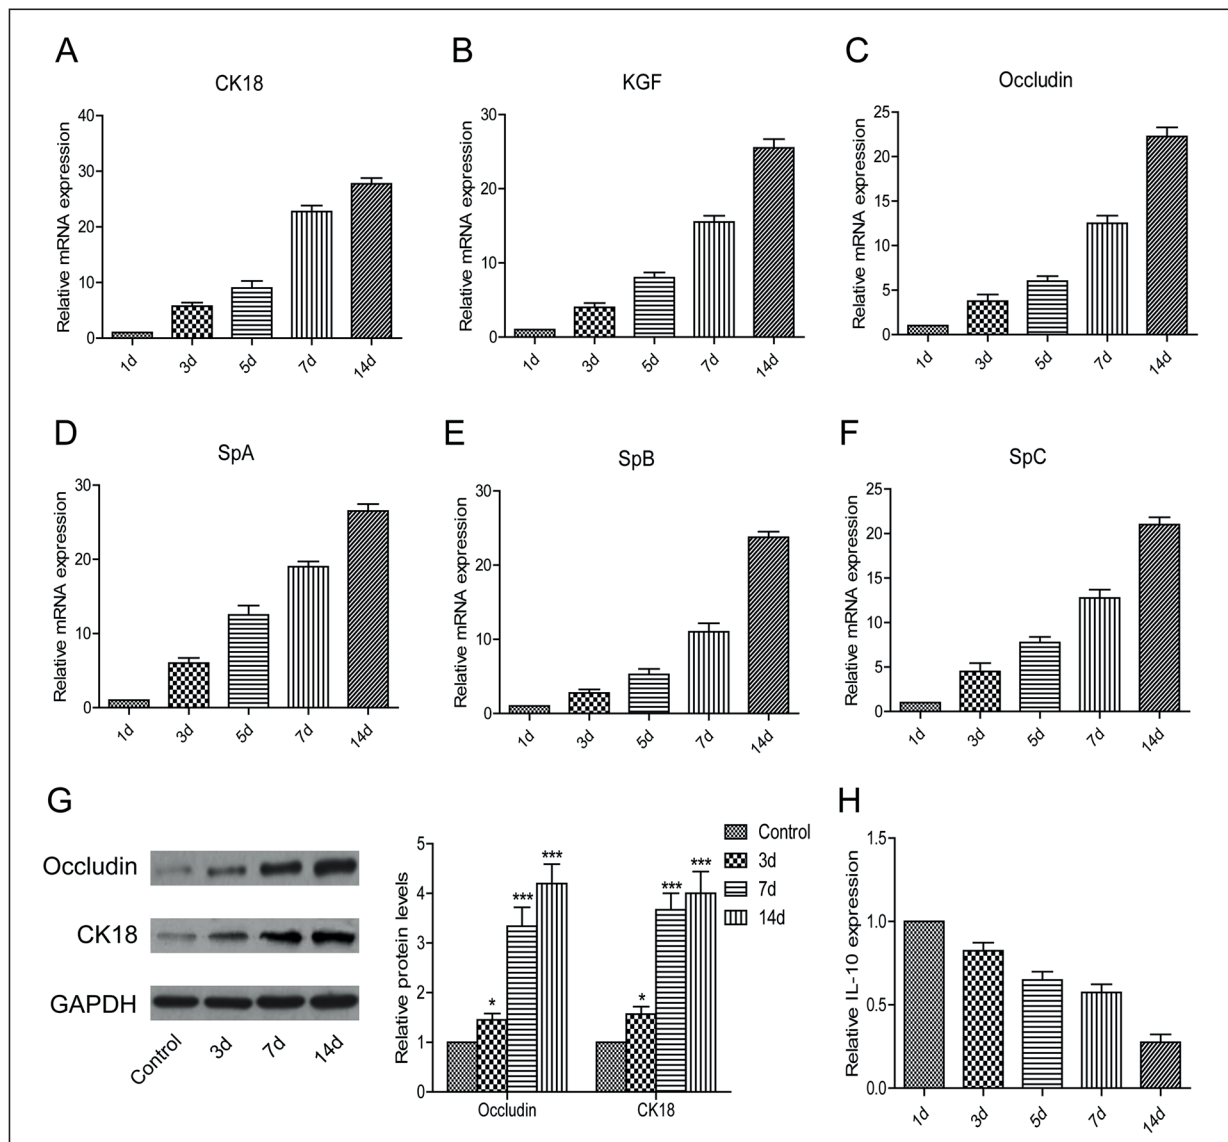 A
CK18
Relative mRNA expression
40
30
20
10
0
1d 3d 5d 7d 14d
B
KGF
Relative mRNA expression
30
20
10
0
1d 3d 5d 7d 14d
C
Occludin
Relative mRNA expression
25
20
15
10
5
0
1d 3d 5d 7d 14d
D
SpA
Relative mRNA expression
30
20
10
0
1d 3d 5d 7d 14d
E
SpB
Relative mRNA expression
30
20
10
0
1d 3d 5d 7d 14d
F
SpC
Relative mRNA expression
25
20
15
10
5
0
1d 3d 5d 7d 14d
G
Occludin
CK18
GAPDH
Control 3d 7d 14d
Relative protein levels
5
4
3
2
1
0
* *** ***
* *** ***
Occludin CK18
Control
3d
7d
14d
H
Relative IL-10 expression
1.5
1.0
0.5
0.0
1d 3d 5d 7d 14d